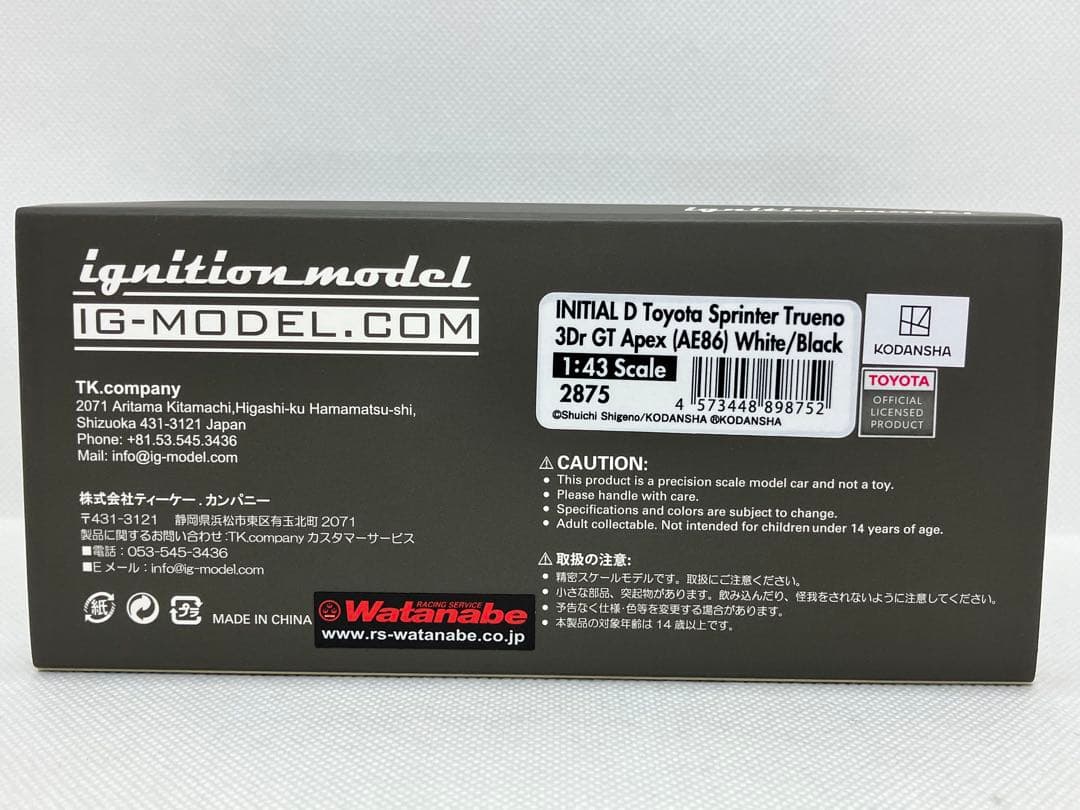 ignition model
ignition model
IG-MODEL.COM
TK.company
2071 Aritama Kitamachi,Higashi-ku Hamamatsu-shi,
Shizuoka 431-3121 Japan
Phone: +81.53.545.3436
Mail: info@ig-model.com
株式会社ティーケー.カンパニー
〒431-3121 静岡県浜松市東区有玉北町2071
製品に関するお問い合わせ:TK.company カスタマーサービス
■電話:053-545-3436
■Eメール:info@ig-model.com
紙
プラ
MADE IN CHINA
RACING SERVICE
Watanabe
www.rs-watanabe.co.jp
INITIAL D Toyota Sprinter Trueno
3Dr GT Apex (AE86) White/Black
1:43 Scale
2875
4 573448 898752
©Shuichi Shigeno/KODANSHA ®KODANSHA
KODANSHA
TOYOTA
OFFICIAL
LICENSED
PRODUCT
⚠ CAUTION:
● This product is a precision scale model car and not a toy.
● Please handle with care.
● Specifications and colors are subject to change.
● Adult collectable. Not intended for children under 14 years of age.
⚠ 取扱の注意:
● 精密スケールモデルです。取扱にご注意ください。
● 小さな部品、突起物があります。飲み込んだり、怪我をされないように注意してください。
● 予告なく仕様・色等を変更する場合があります。
● 本製品の対象年齢は14歳以上です。